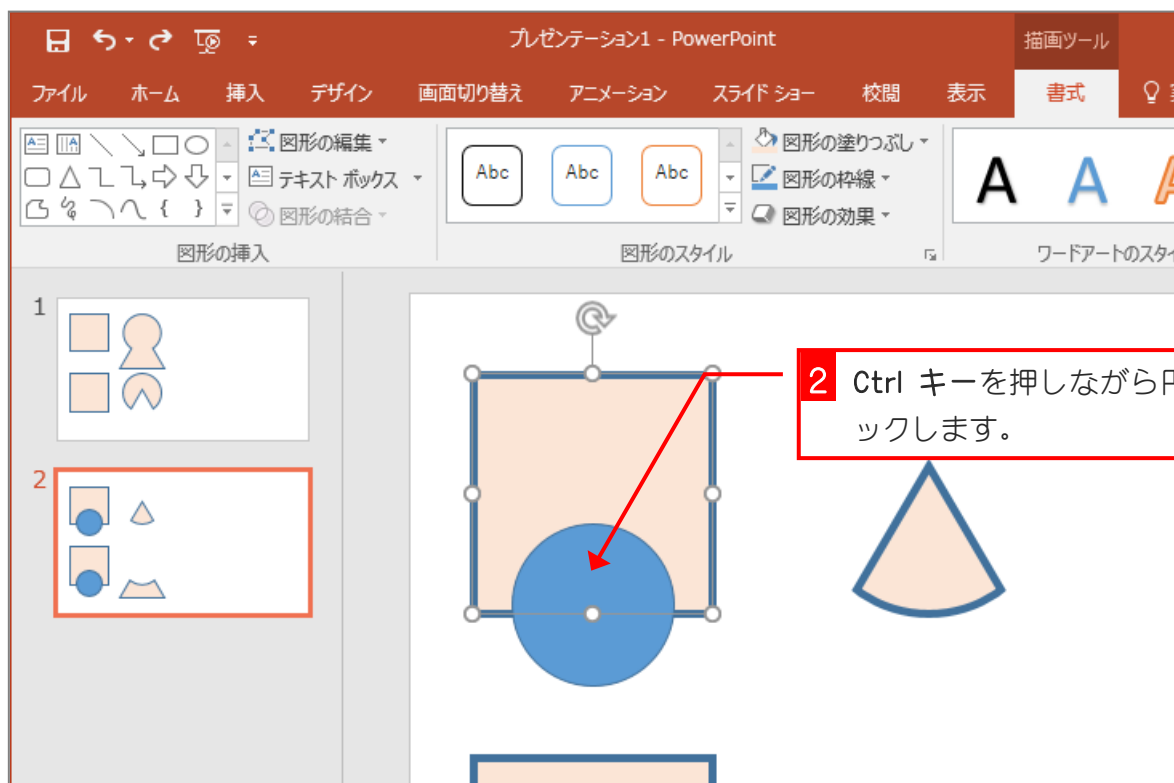 プレゼンテーション1 - PowerPoint
描画ツール
ファイル ホーム 挿入 デザイン 画面切り替え アニメーション スライド ショー 校閲 表示 書式
図形の編集
テキスト ボックス
図形の結合
図形の挿入
Abc Abc Abc
図形の塗りつぶし
図形の枠線
図形の効果
図形のスタイル
A A A
ワードアートのスタ
1
2
2 Ctrl キーを押しながら
ックします。